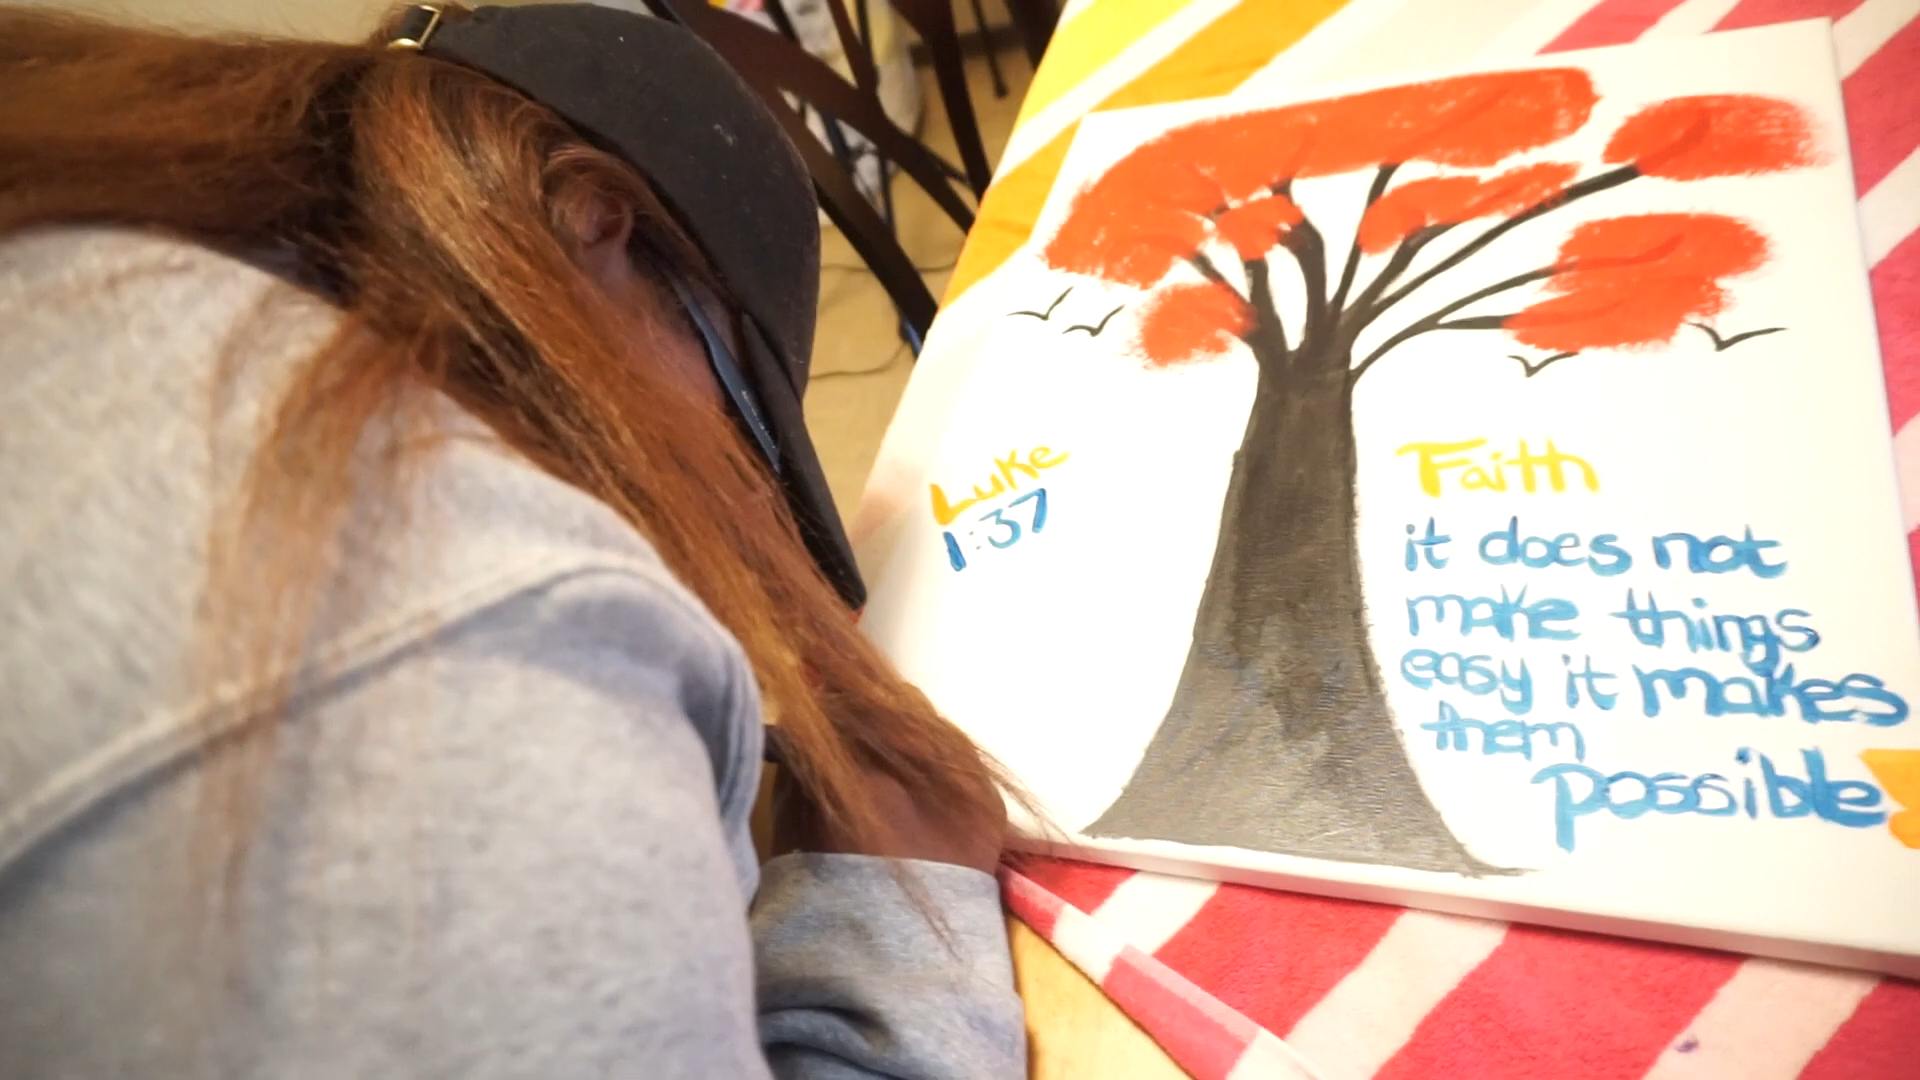 Luke
1:37
Faith
it does not
make things
easy it makes
them
possible